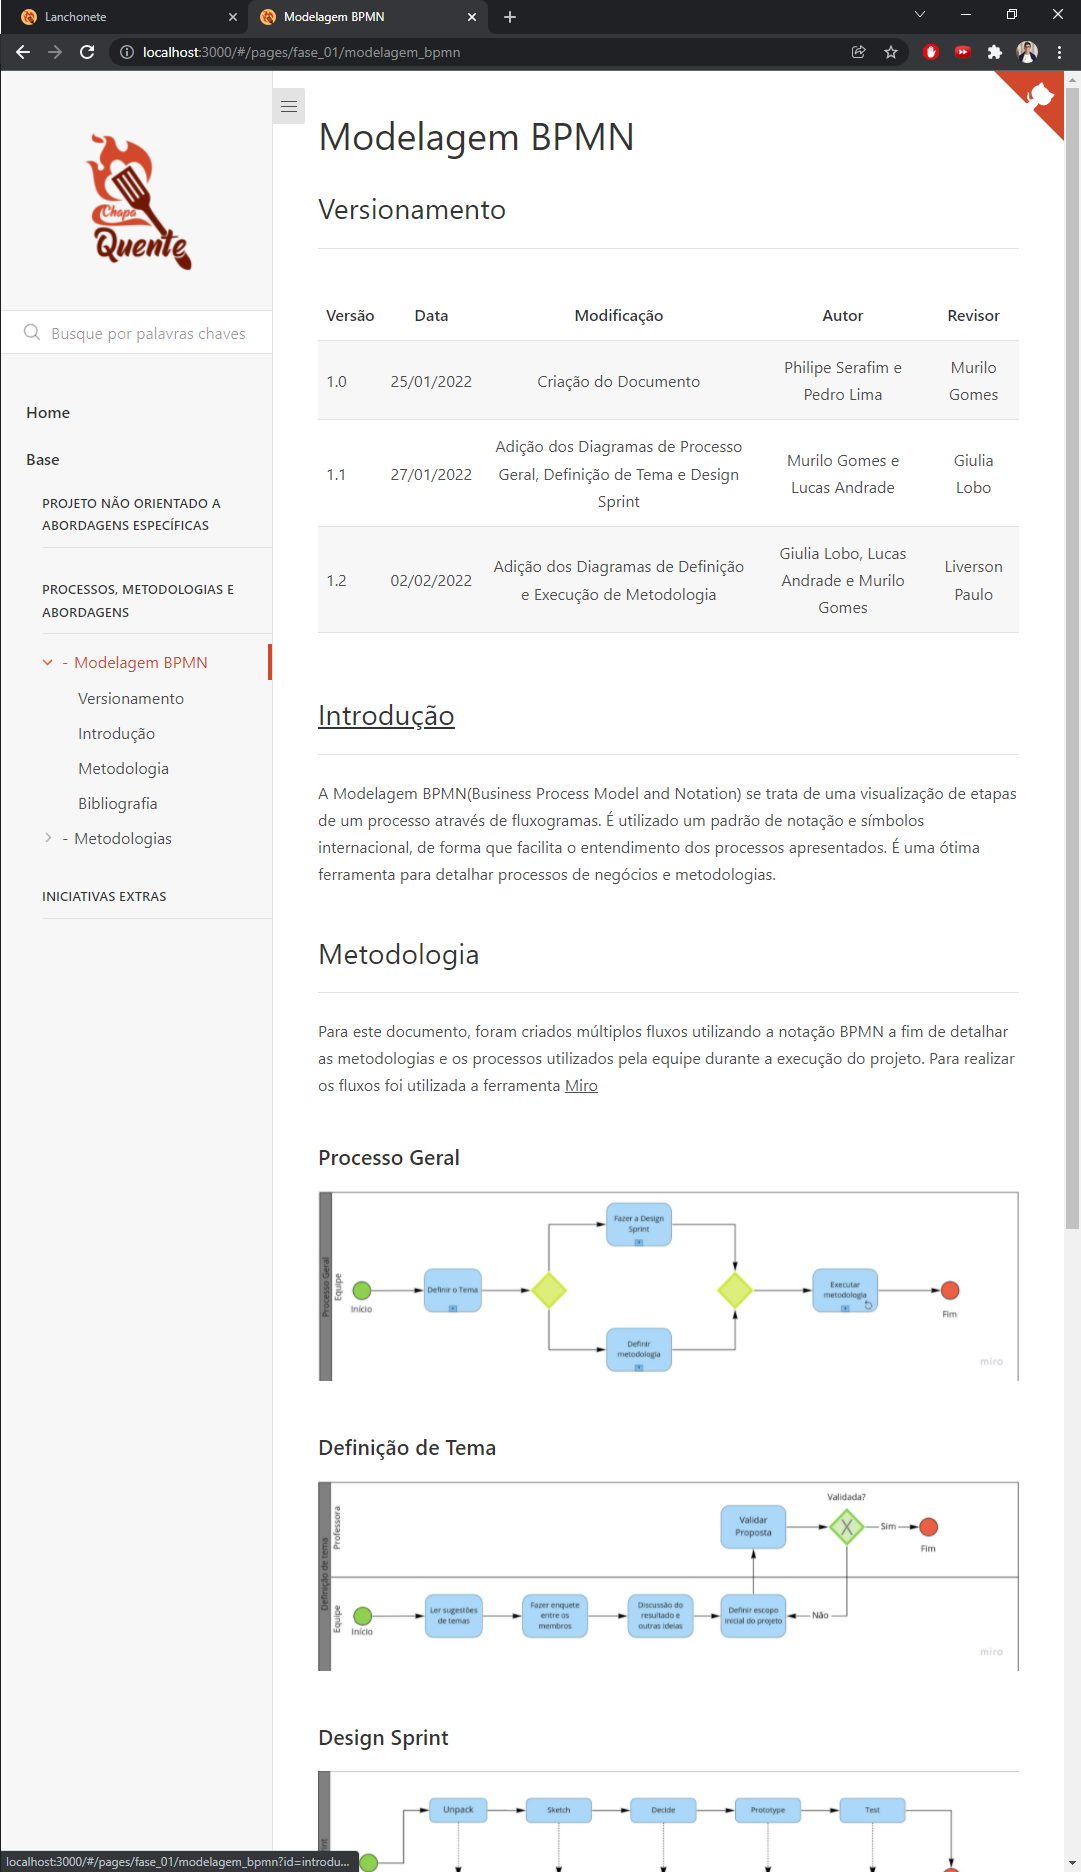 Lanchonete
Modelagem BPMN
localhost:3000/#/pages/fase_01/modelagem_bpmn
Chapa
Quente
Busque por palavras chaves
Home
Base
PROJETO NÃO ORIENTADO A
ABORDAGENS ESPECÍFICAS
PROCESSOS, METODOLOGIAS E
ABORDAGENS
- Modelagem BPMN
Versionamento
Introdução
Metodologia
Bibliografia
- Metodologias
INICIATIVAS EXTRAS
Modelagem BPMN
Versionamento
Versão Data Modificação Autor Revisor
1.0 25/01/2022 Criação do Documento Philipe Serafim e Pedro Lima Murilo Gomes
1.1 27/01/2022 Adição dos Diagramas de Processo Geral, Definição de Tema e Design Sprint Murilo Gomes e Lucas Andrade Giulia Lobo
1.2 02/02/2022 Adição dos Diagramas de Definição e Execução de Metodologia Giulia Lobo, Lucas Andrade e Murilo Gomes Liverson Paulo
Introdução
A Modelagem BPMN(Business Process Model and Notation) se trata de uma visualização de etapas
de um processo através de fluxogramas. É utilizado um padrão de notação e símbolos
internacional, de forma que facilita o entendimento dos processos apresentados. É uma ótima
ferramenta para detalhar processos de negócios e metodologias.
Metodologia
Para este documento, foram criados múltiplos fluxos utilizando a notação BPMN a fim de detalhar
as metodologias e os processos utilizados pela equipe durante a execução do projeto. Para realizar
os fluxos foi utilizada a ferramenta Miro
Processo Geral
Processo Geral
Equipe
Início
Definir o Tema
Fazer a Design
Sprint
Definir
metodologia
Executar
metodologia
Fim
miro
Definição de Tema
Definição de tema
Professora
Equipe
Validada?
Validar
Proposta
X
Sim
Fim
Início
Ler sugestões
de temas
Fazer enquete
entre os
membros
Discussão do
resultado e
outras ideias
Definir escopo
inicial do projeto
Não
miro
Design Sprint
Unpack
Sketch
Decide
Prototype
Test
localhost:3000/#/pages/fase_01/modelagem_bpmn?id=introdu...